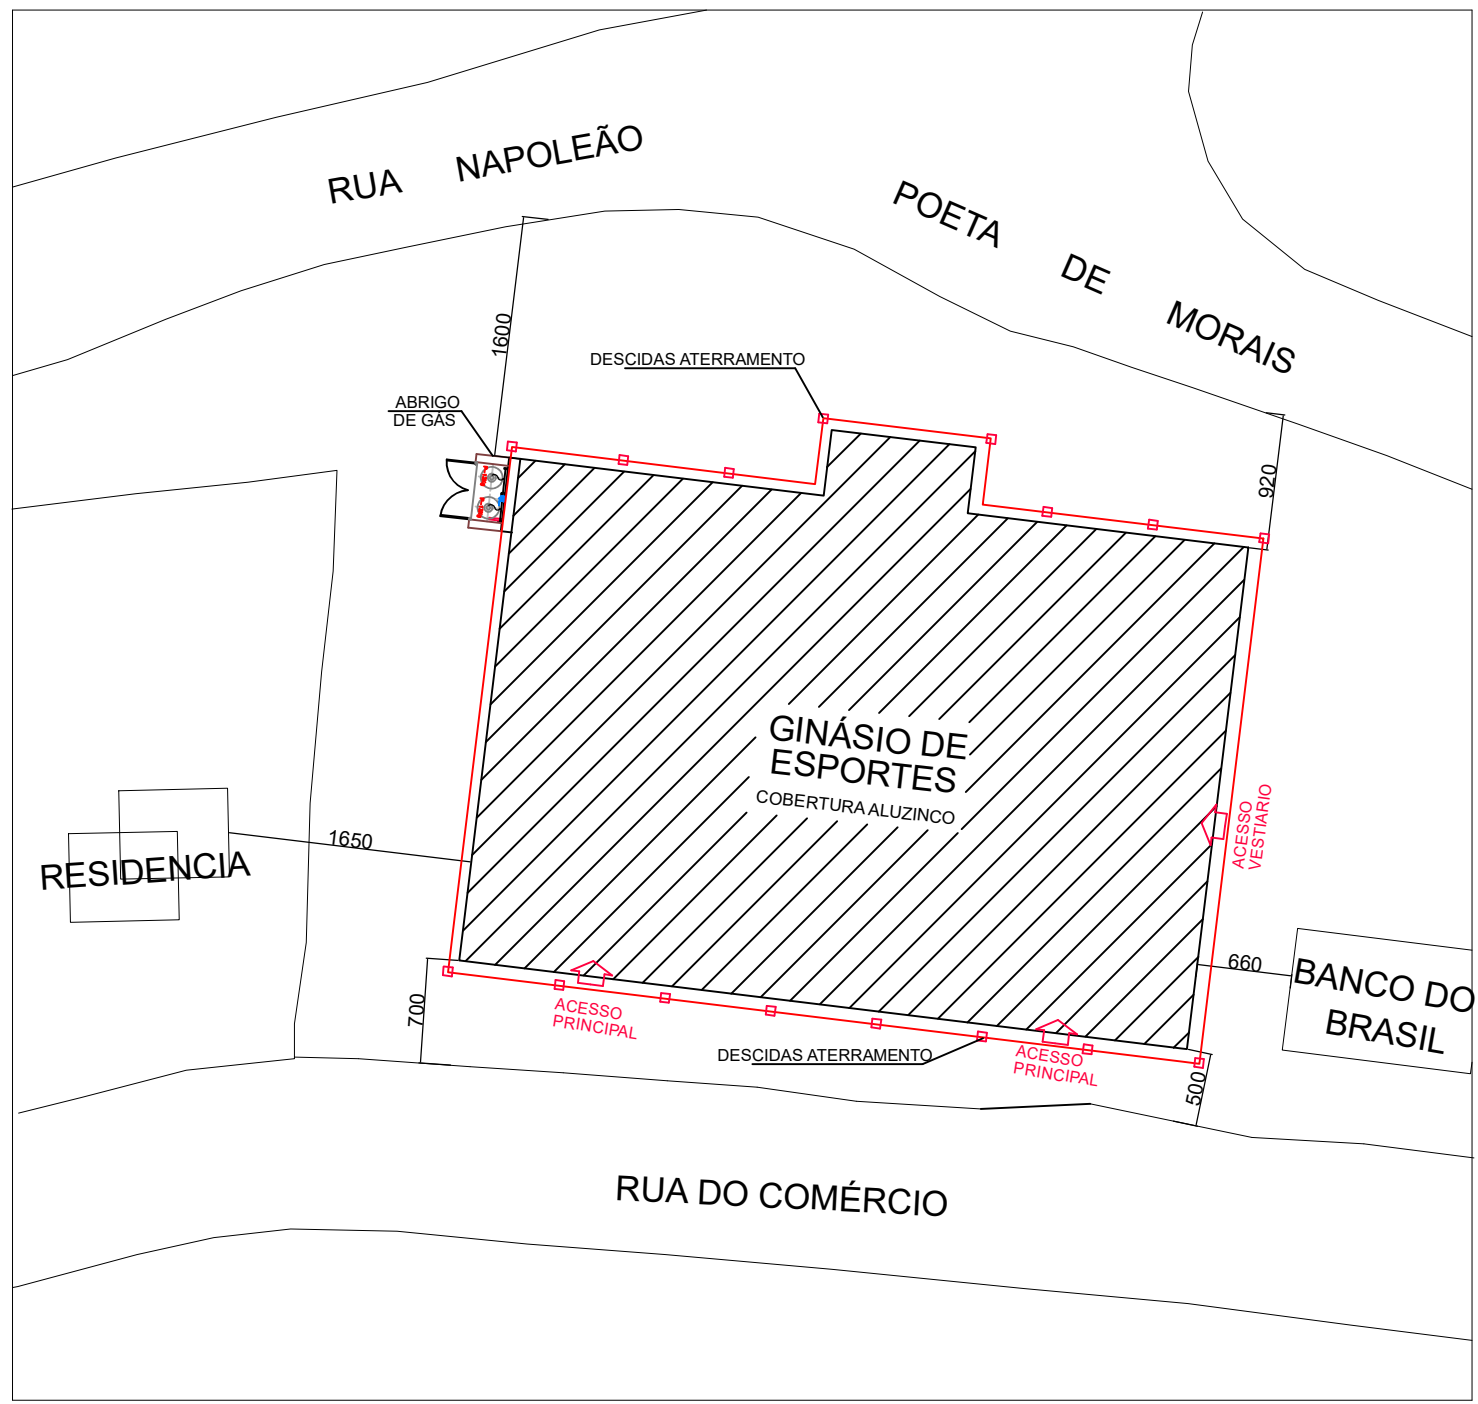 RUA NAPOLEÃO
POETA DE MORAIS
1600
DESCIDAS ATERRAMENTO
ABRIGO
DE GÁS
920
GINÁSIO DE
ESPORTES
COBERTURA ALUZINCO
ACESSO
VESTIARIO
1650
RESIDENCIA
660
BANCO DO
BRASIL
700
ACESSO
PRINCIPAL
DESCIDAS ATERRAMENTO
ACESSO
PRINCIPAL
500
RUA DO COMÉRCIO